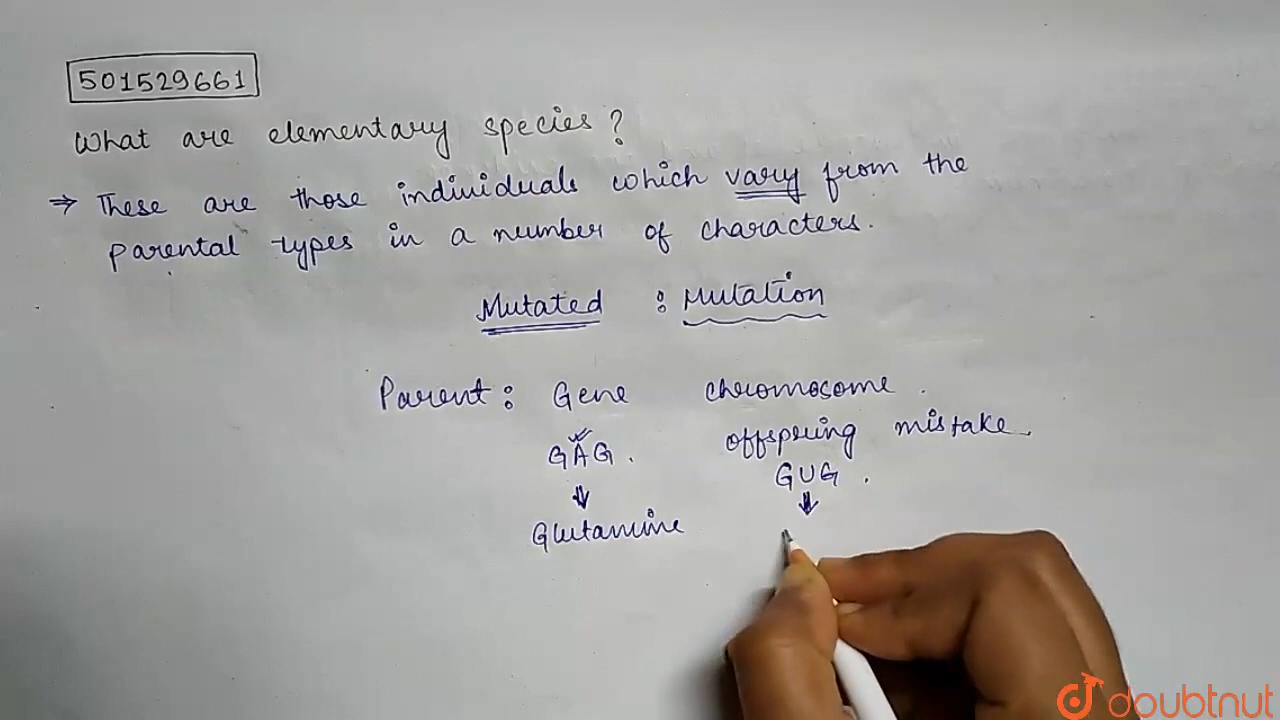 501529661
What are elementary species?
⇒ These are those individuals which vary from the
parental types in a number of characters.
Mutated : Mutation
Parent : Gene chromosome.
offspring mistake.
GAG. GUG.
Glutamine
doubtnut